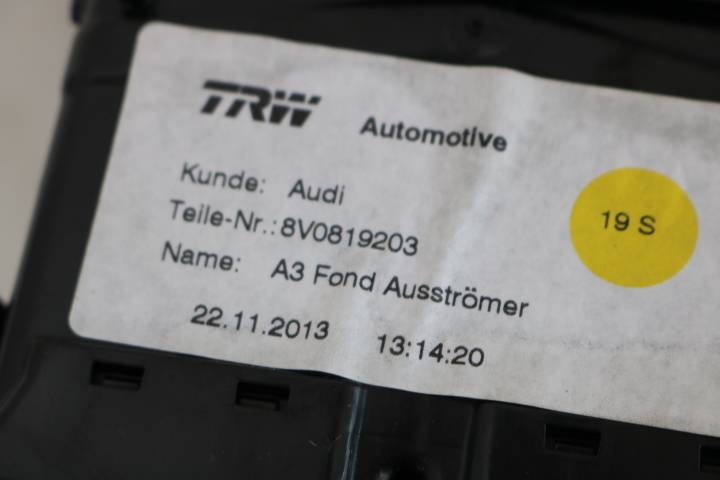 TRW Automotive
Kunde: Audi
Teile-Nr.: 8V0819203
Name: A3 Fond Ausströmer
22.11.2013 13:14:20
19 S